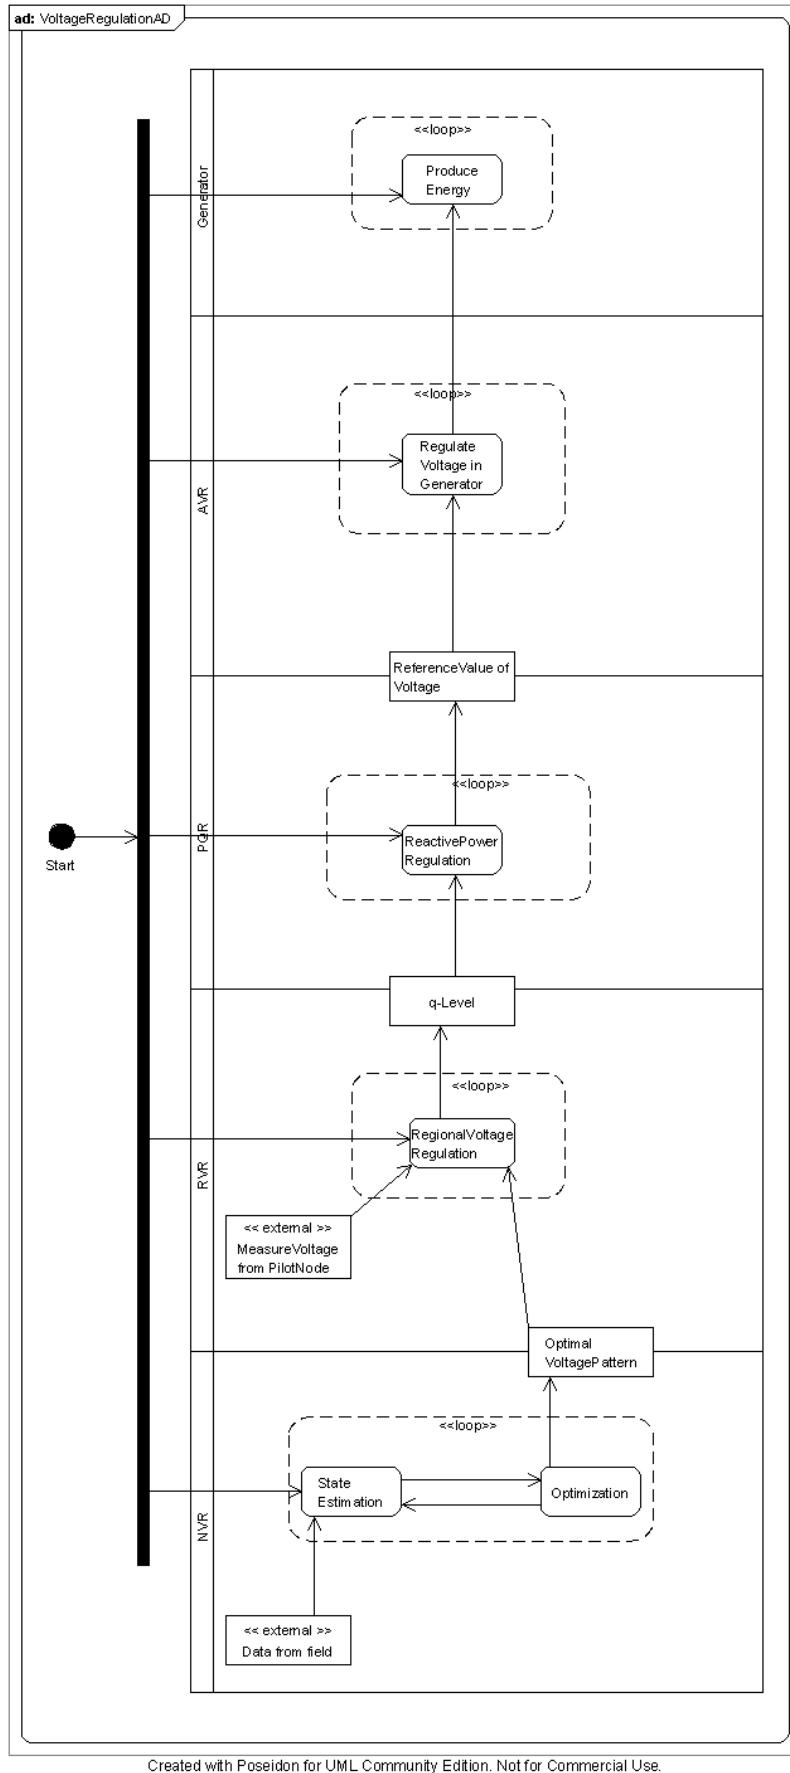 ad: VoltageRegulationAD
Generator
<<loop>>
Produce
Energy
AVR
<<loop>>
Regulate
Voltage in
Generator
ReferenceValue of
Voltage
PQR
<<loop>>
ReactivePower
Regulation
Start
q-Level
RVR
<<loop>>
RegionalVoltage
Regulation
<< external >>
MeasureVoltage
from PilotNode
Optimal
VoltagePattern
NVR
<<loop>>
State
Estimation
Optimization
<< external >>
Data from field
Created with Poseidon for UML Community Edition. Not for Commercial Use.